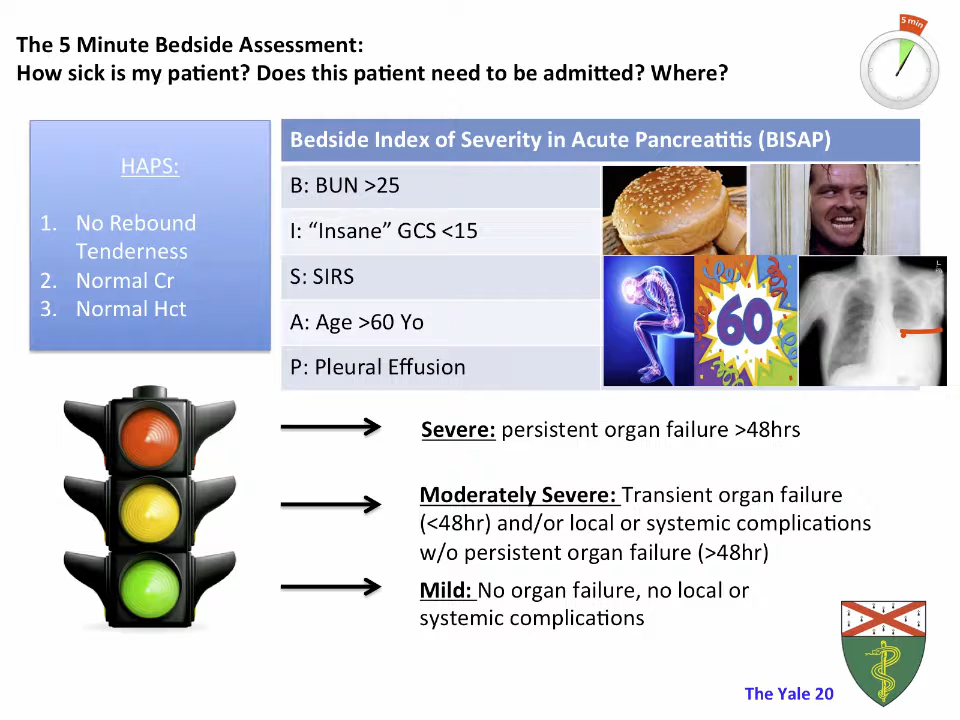 5 min
The 5 Minute Bedside Assessment:
How sick is my patient? Does this patient need to be admitted? Where?
HAPS:
1. No Rebound
Tenderness
2. Normal Cr
3. Normal Hct
Bedside Index of Severity in Acute Pancreatitis (BISAP)
B: BUN >25
I: “Insane” GCS <15
S: SIRS
A: Age >60 Yo
P: Pleural Effusion
60
Severe: persistent organ failure >48hrs
Moderately Severe: Transient organ failure
(<48hr) and/or local or systemic complications
w/o persistent organ failure (>48hr)
Mild: No organ failure, no local or
systemic complications
The Yale 20